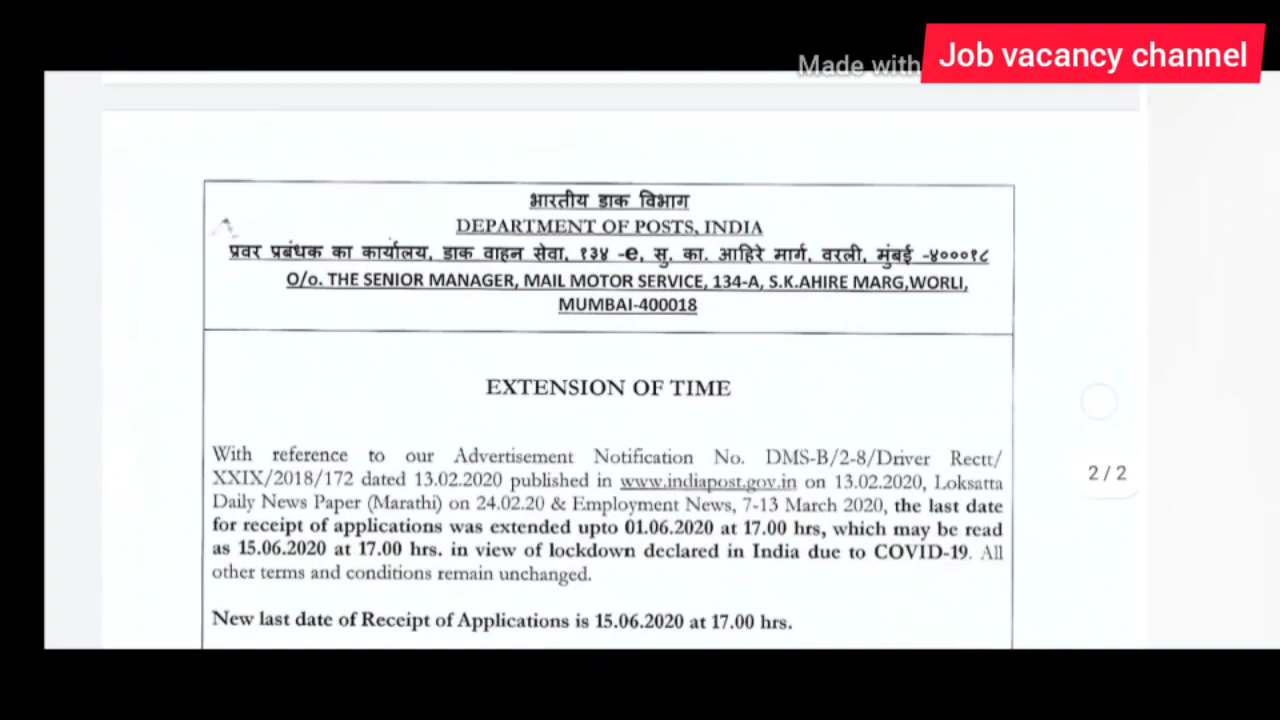 Made with
Job vacancy channel
भारतीय डाक विभाग
DEPARTMENT OF POSTS, INDIA
प्रवर प्रबंधक का कार्यालय, डाक वाहन सेवा, १३४ -e, सु. का. आहिरे मार्ग, वरली, मुंबई -४०००१८
O/o. THE SENIOR MANAGER, MAIL MOTOR SERVICE, 134-A, S.K.AHIRE MARG,WORLI,
MUMBAI-400018
EXTENSION OF TIME
With reference to our Advertisement Notification No. DMS-B/2-8/Driver Rectt/
XXIX/2018/172 dated 13.02.2020 published in www.indiapost.gov.in on 13.02.2020, Loksatta
Daily News Paper (Marathi) on 24.02.20 & Employment News, 7-13 March 2020, the last date
for receipt of applications was extended upto 01.06.2020 at 17.00 hrs, which may be read
as 15.06.2020 at 17.00 hrs. in view of lockdown declared in India due to COVID-19. All
other terms and conditions remain unchanged.
New last date of Receipt of Applications is 15.06.2020 at 17.00 hrs.
2 / 2